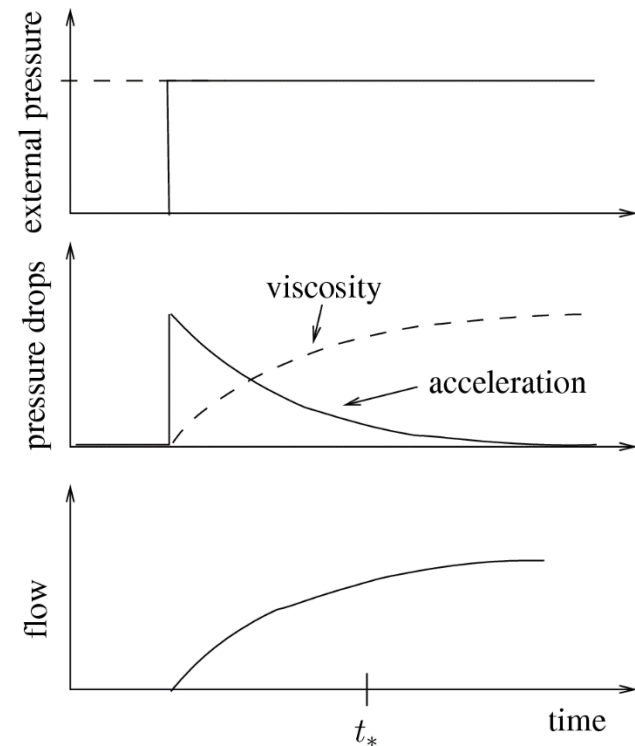 external pressure
pressure drops
viscosity
acceleration
flow
t*
time